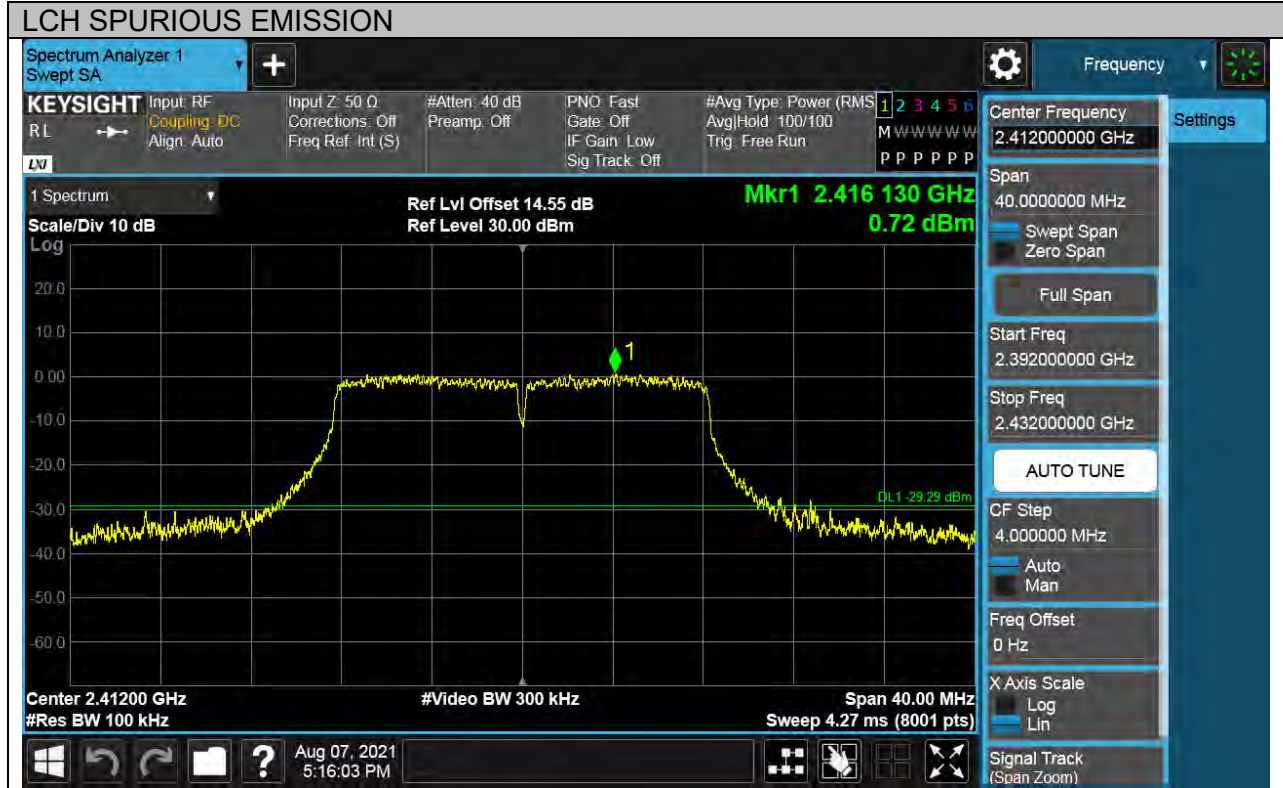 LCH SPURIOUS EMISSION
Spectrum Analyzer 1
Swept SA
+
Frequency
KEYSIGHT
RL
LXI
Input: RF
Coupling: DC
Align: Auto
Input Z: 50 Ω
Corrections: Off
Freq Ref: Int (S)
#Atten: 40 dB
Preamp: Off
PNO: Fast
Gate: Off
IF Gain: Low
Sig Track: Off
#Avg Type: Power (RMS
Avg|Hold: 100/100
Trig: Free Run
1 2 3 4 5 6
M W W W W W
P P P P P P
Center Frequency
2.412000000 GHz
Settings
Span
40.0000000 MHz
Swept Span
Zero Span
Full Span
Start Freq
2.392000000 GHz
Stop Freq
2.432000000 GHz
AUTO TUNE
CF Step
4.000000 MHz
Auto
Man
Freq Offset
0 Hz
X Axis Scale
Log
Lin
Signal Track
(Span Zoom)
1 Spectrum
Scale/Div 10 dB
Log
Ref Lvl Offset 14.55 dB
Ref Level 30.00 dBm
Mkr1 2.416 130 GHz
0.72 dBm
20.0
10.0
1
0.00
-10.0
-20.0
DL1 -29.29 dBm
-30.0
-40.0
-50.0
-60.0
Center 2.41200 GHz
#Res BW 100 kHz
#Video BW 300 kHz
Span 40.00 MHz
Sweep 4.27 ms (8001 pts)
?
Aug 07, 2021
5:16:03 PM